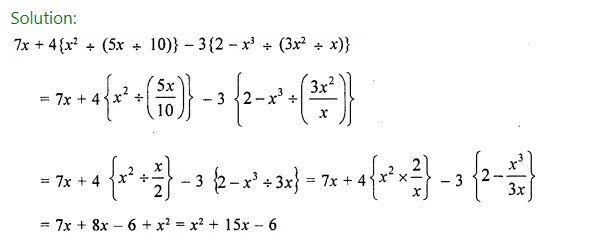 Solution:
7x + 4{x² ÷ (5x ÷ 10)} – 3{2 – x³ ÷ (3x² ÷ x)}
= 7x + 4 {x² ÷ (5x/10)} – 3 {2 – x³ ÷ (3x²/x)}
= 7x + 4 {x² ÷ x/2} – 3 {2 – x³ ÷ 3x} = 7x + 4 {x² × 2/x} – 3 {2 – x³/3x}
= 7x + 8x – 6 + x² = x² + 15x – 6